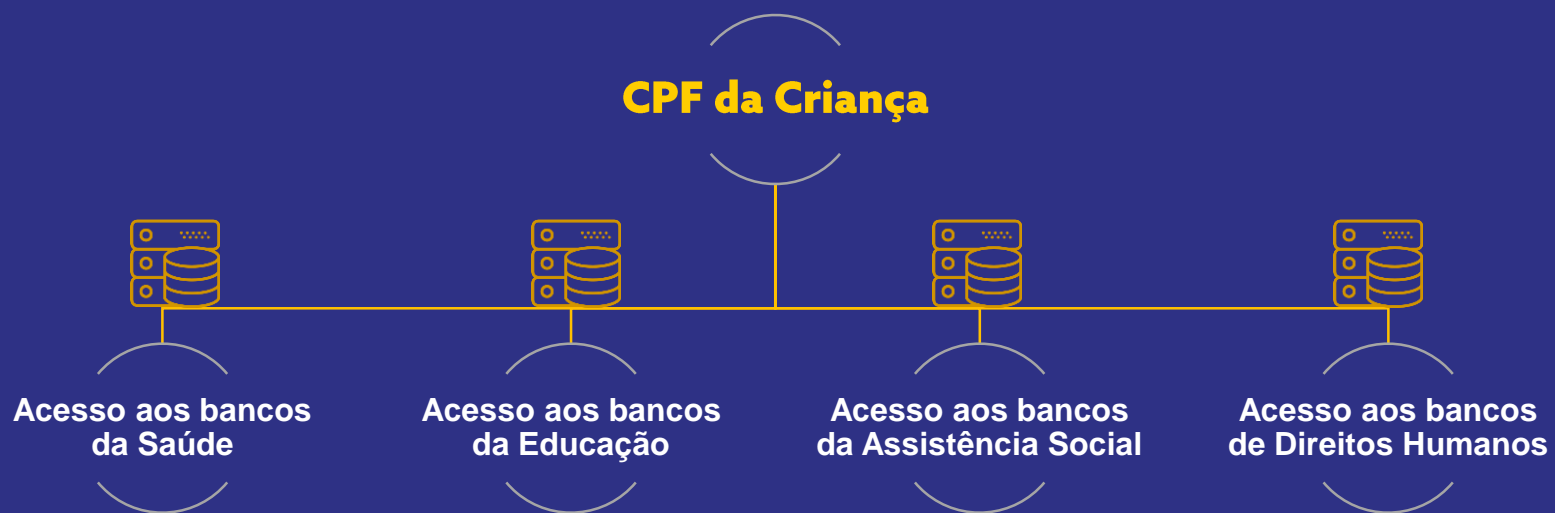 CPF da Criança
Acesso aos bancos
da Saúde
Acesso aos bancos
da Educação
Acesso aos bancos
da Assistência Social
Acesso aos bancos
de Direitos Humanos